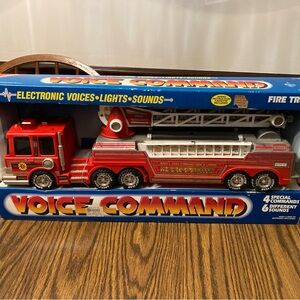 VOICE COMMAND
ELECTRONIC VOICES•LIGHTS•SOUNDS
FIRE TR
VOICE COMMAND
4 SPECIAL
COMMANDS
6 DIFFERENT
SOUNDS